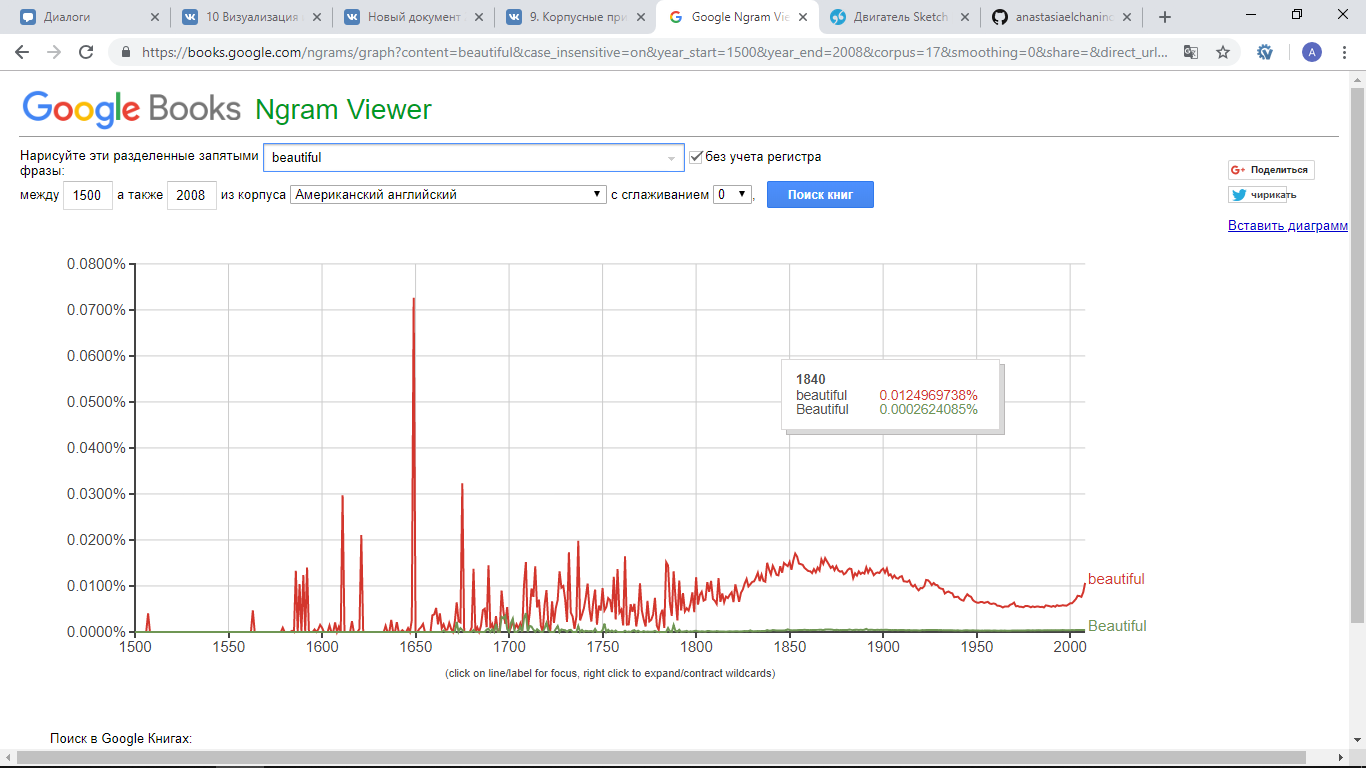 Диалоги
10 Визуализация
Новый документ
9. Корпусные при
Google Ngram Vie
Двигатель Sketch
anastasiaelchaninc
https://books.google.com/ngrams/graph?content=beautiful&case_insensitive=on&year_start=1500&year_end=2008&corpus=17&smoothing=0&share=&direct_url...
A
Google Books Ngram Viewer
Нарисуйте эти разделенные запятыми beautiful без учета регистра
фразы:
между 1500 а также 2008 из корпуса Американский английский с сглаживанием 0 , Поиск книг
G+ Поделиться
чирикать
Вставить диаграмм
0.0800%
0.0700%
0.0600%
0.0500%
0.0400%
0.0300%
0.0200%
0.0100%
0.0000%
1840
beautiful 0.0124969738%
Beautiful 0.0002624085%
beautiful
Beautiful
1500 1550 1600 1650 1700 1750 1800 1850 1900 1950 2000
(click on line/label for focus, right click to expand/contract wildcards)
Поиск в Google Книгах: